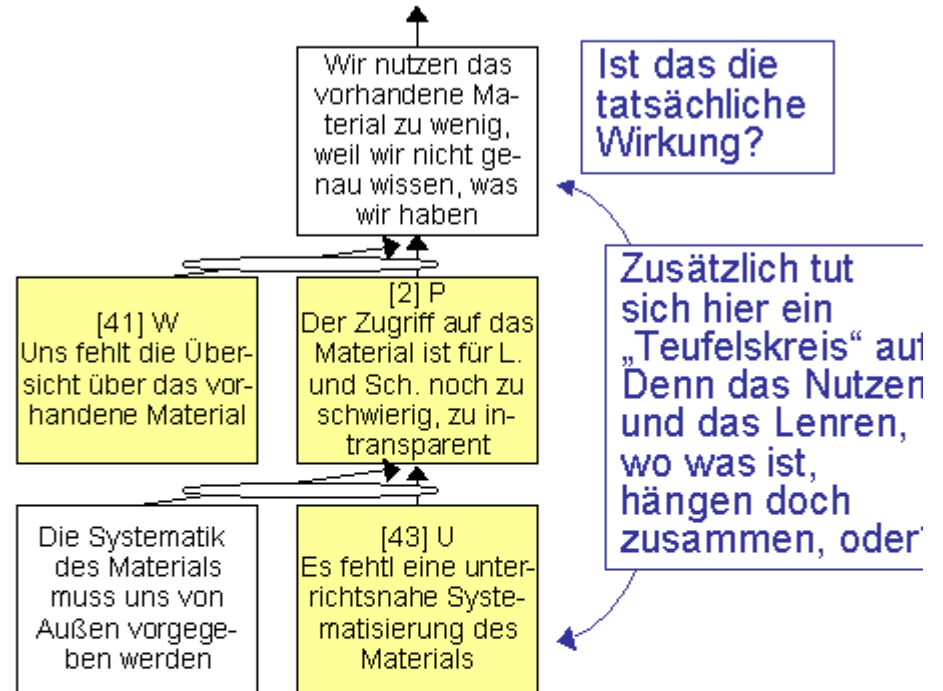 Wir nutzen das
vorhandene Ma-
terial zu wenig,
weil wir nicht ge-
nau wissen, was
wir haben
Ist das die
tatsächliche
Wirkung?
[41] W
Uns fehlt die Über-
sicht über das vor-
handene Material
[2] P
Der Zugriff auf das
Material ist für L.
und Sch. noch zu
schwierig, zu in-
transparent
Zusätzlich tut
sich hier ein
„Teufelskreis“ auf
Denn das Nutzen
und das Lenren,
wo was ist,
hängen doch
zusammen, oder?
Die Systematik
des Materials
muss uns von
Außen vorgege-
ben werden
[43] U
Es fehtl eine unter-
richtsnahe Syste-
matisierung des
Materials